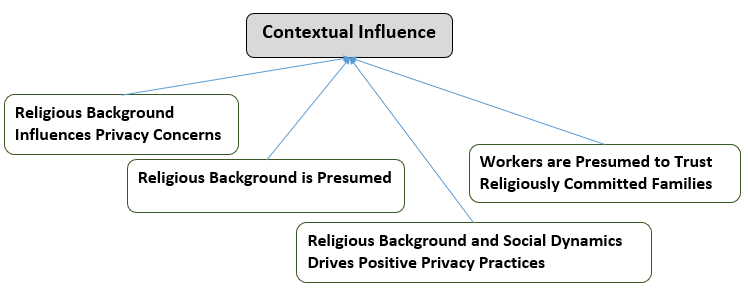 Contextual Influence
Religious Background
Influences Privacy Concerns
Religious Background is Presumed
Workers are Presumed to Trust
Religiously Committed Families
Religious Background and Social Dynamics
Drives Positive Privacy Practices